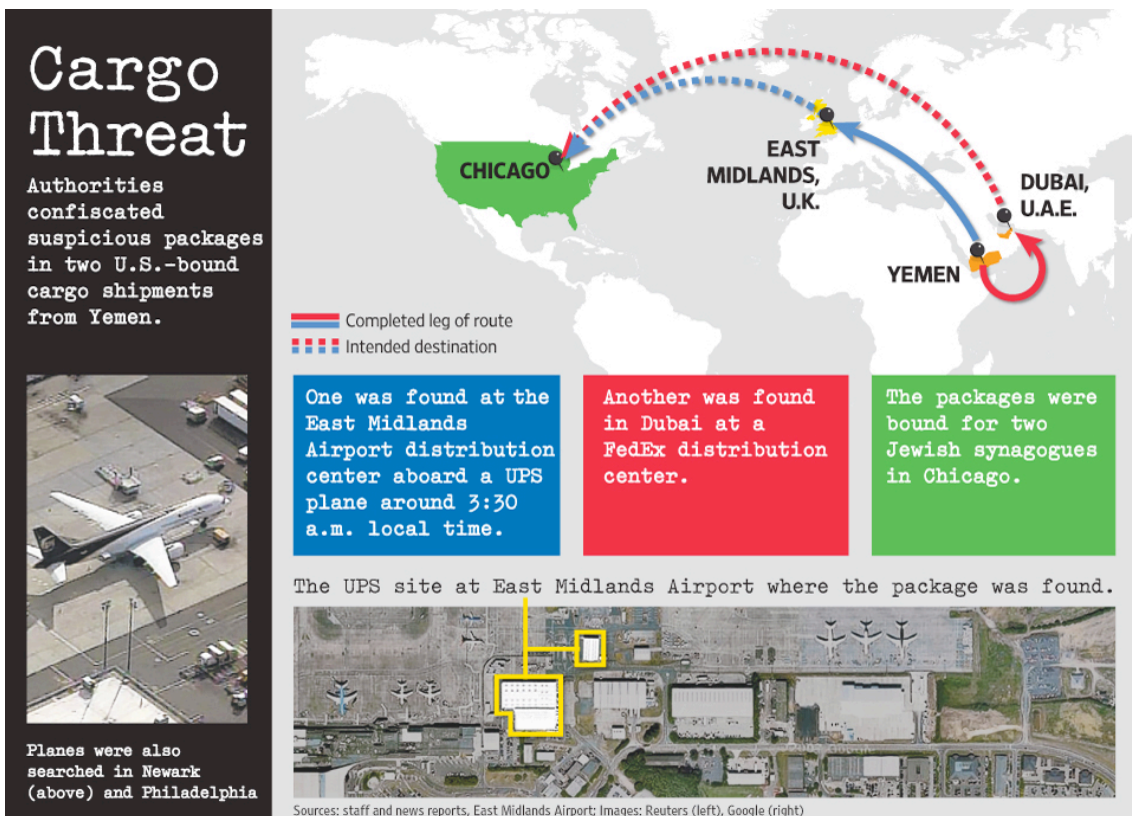 Cargo
Threat
Authorities
confiscated
suspicious packages
in two U.S.-bound
cargo shipments
from Yemen.
Planes were also
searched in Newark
(above) and Philadelphia
CHICAGO
EAST
MIDLANDS,
U.K.
DUBAI,
U.A.E.
YEMEN
Completed leg of route
Intended destination
One was found at the
East Midlands
Airport distribution
center aboard a UPS
plane around 3:30
a.m. local time.
Another was found
in Dubai at a
FedEx distribution
center.
The packages were
bound for two
Jewish synagogues
in Chicago.
The UPS site at East Midlands Airport where the package was found.
Sources: staff and news reports, East Midlands Airport; Images: Reuters (left), Google (right)